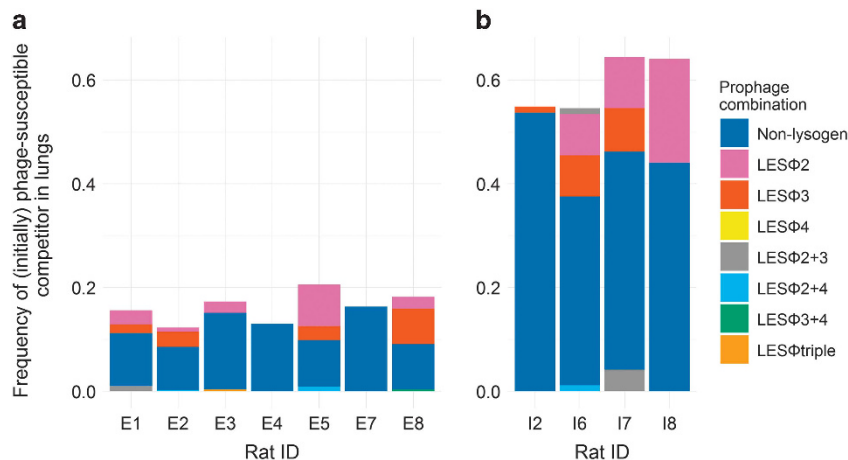 a
b
Frequency of (initially) phage-susceptible
competitor in lungs
0.6
0.4
0.2
0.0
E1 E2 E3 E4 E5 E7 E8
Rat ID
0.6
0.4
0.2
0.0
I2 I6 I7 I8
Rat ID
Prophage
combination
Non-lysogen
LESΦ2
LESΦ3
LESΦ4
LESΦ2+3
LESΦ2+4
LESΦ3+4
LESΦtriple